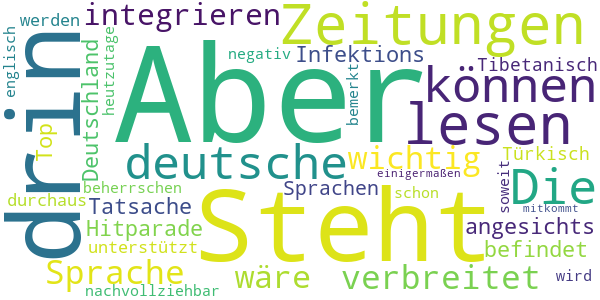 englisch
werden
integrieren
Zeitungen
drin
Deutschland
heutzutage
Aber
negativ
Infektions
bemerkt
können
Tibetanisch
lesen
Top
deutsche
wichtig
einigermaßen
Türkisch
beherrschen
Sprachen
schon
soweit
Die
durchaus
Tatsache
Steht
mitkommt
Hitparade
angesichts
unterstützt
befindet
Sprache
wäre
verbreitet
wird
nachvollziehbar